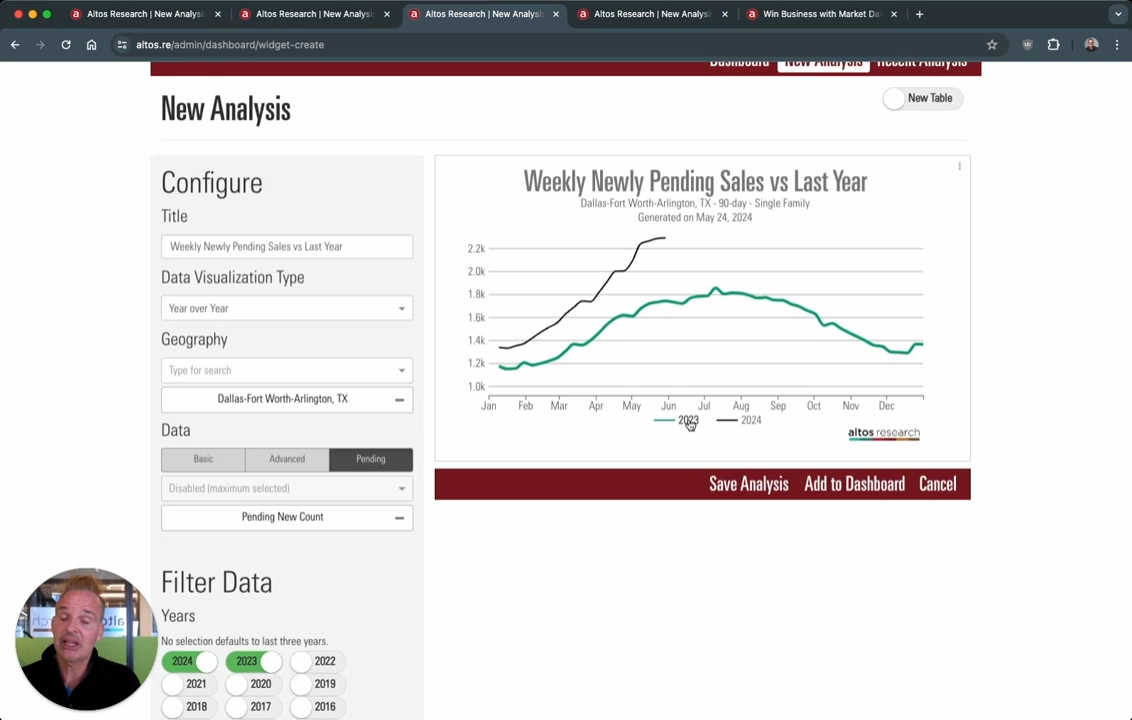 Altos Research | New Analysis
Altos Research | New Analysis
Altos Research | New Analysis
Altos Research | New Analysis
Win Business with Market Da
altos.re/admin/dashboard/widget-create
Dashboard New Analysis Recent Analysis
New Analysis
New Table
Configure
Title
Weekly Newly Pending Sales vs Last Year
Data Visualization Type
Year over Year
Geography
Type for search
Dallas-Fort Worth-Arlington, TX
Data
Basic Advanced Pending
Disabled (maximum selected)
Pending New Count
Filter Data
Years
No selection defaults to last three years.
2024 2023 2022
2021 2020 2019
2018 2017 2016
Weekly Newly Pending Sales vs Last Year
Dallas-Fort Worth-Arlington, TX - 90-day - Single Family
Generated on May 24, 2024
2.2k
2.0k
1.8k
1.6k
1.4k
1.2k
1.0k
Jan Feb Mar Apr May Jun Jul Aug Sep Oct Nov Dec
2023 2024
altos research
Save Analysis Add to Dashboard Cancel